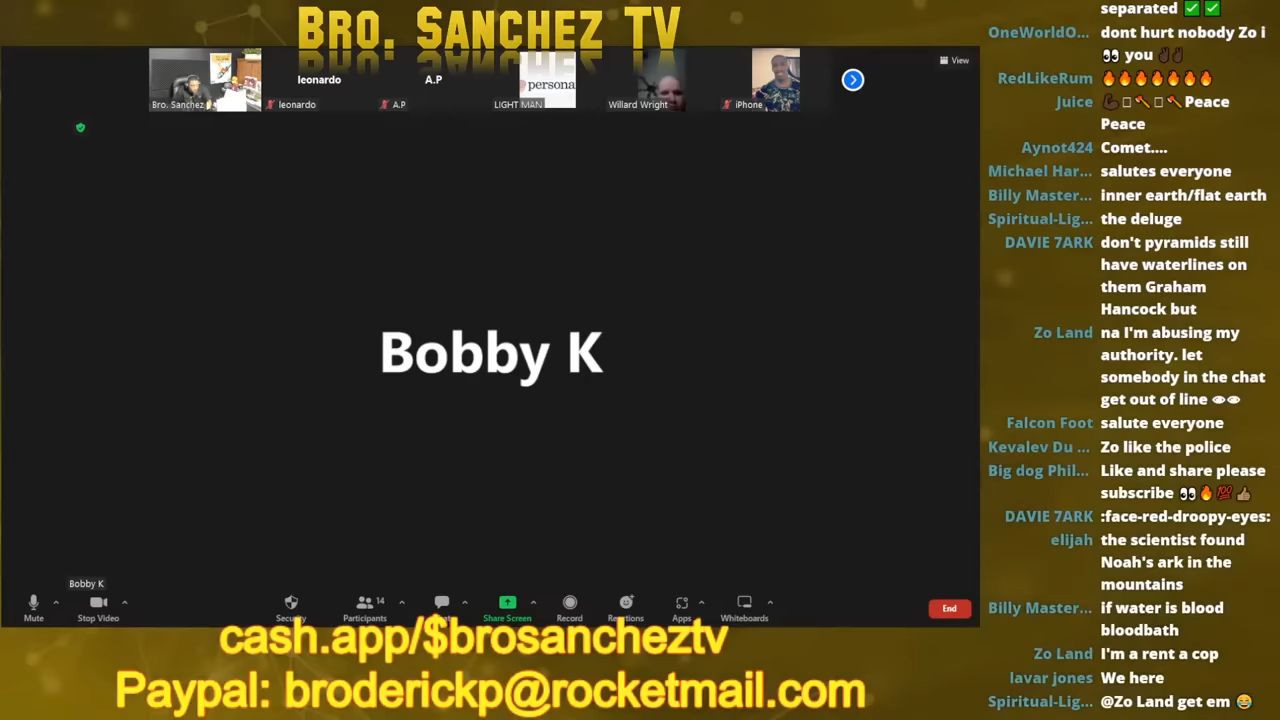 Bro. Sanchez TV
View
leonardo
A.P
persona
Bro. Sanchez
leonardo
A.P
LIGHT MAN
Willard Wright
iPhone
Bobby K
Bobby K
Mute
Stop Video
Security
14
Participants
Share Screen
Record
Reactions
Apps
Whiteboards
End
cash.app/$brosancheztv
Paypal: broderickp@rocketmail.com
separated ✅✅
OneWorldO... dont hurt nobody Zo i
👀 you ✌🏿✌🏿
RedLikeRum 🔥🔥🔥🔥🔥🔥🔥
Juice 💪🏿 🪓 🪓 Peace
Peace
Aynot424 Comet....
Michael Har... salutes everyone
Billy Master... inner earth/flat earth
Spiritual-Lig... the deluge
DAVIE 7ARK don't pyramids still
have waterlines on
them Graham
Hancock but
Zo Land na I'm abusing my
authority. let
somebody in the chat
get out of line 👁👁
Falcon Foot salute everyone
Kevalev Du ... Zo like the police
Big dog Phil... Like and share please
subscribe 👀🔥💯👍🏾
DAVIE 7ARK :face-red-droopy-eyes:
elijah the scientist found
Noah's ark in the
mountains
Billy Master... if water is blood
bloodbath
Zo Land I'm a rent a cop
lavar jones We here
Spiritual-Lig... @Zo Land get em 😂